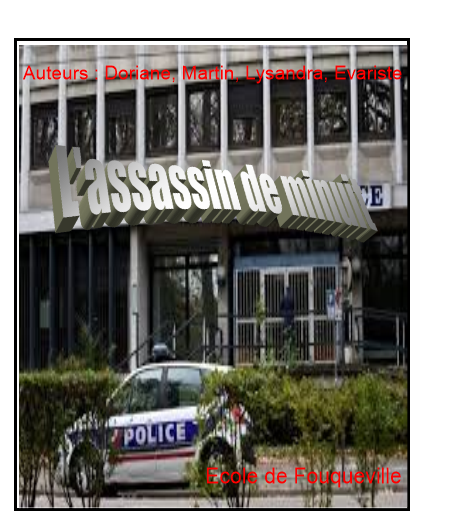 Auteurs : Doriane, Martin, Lysandra, Evariste
L'assassin de minuit
CE
POLICE
Ecole de Fouqueville